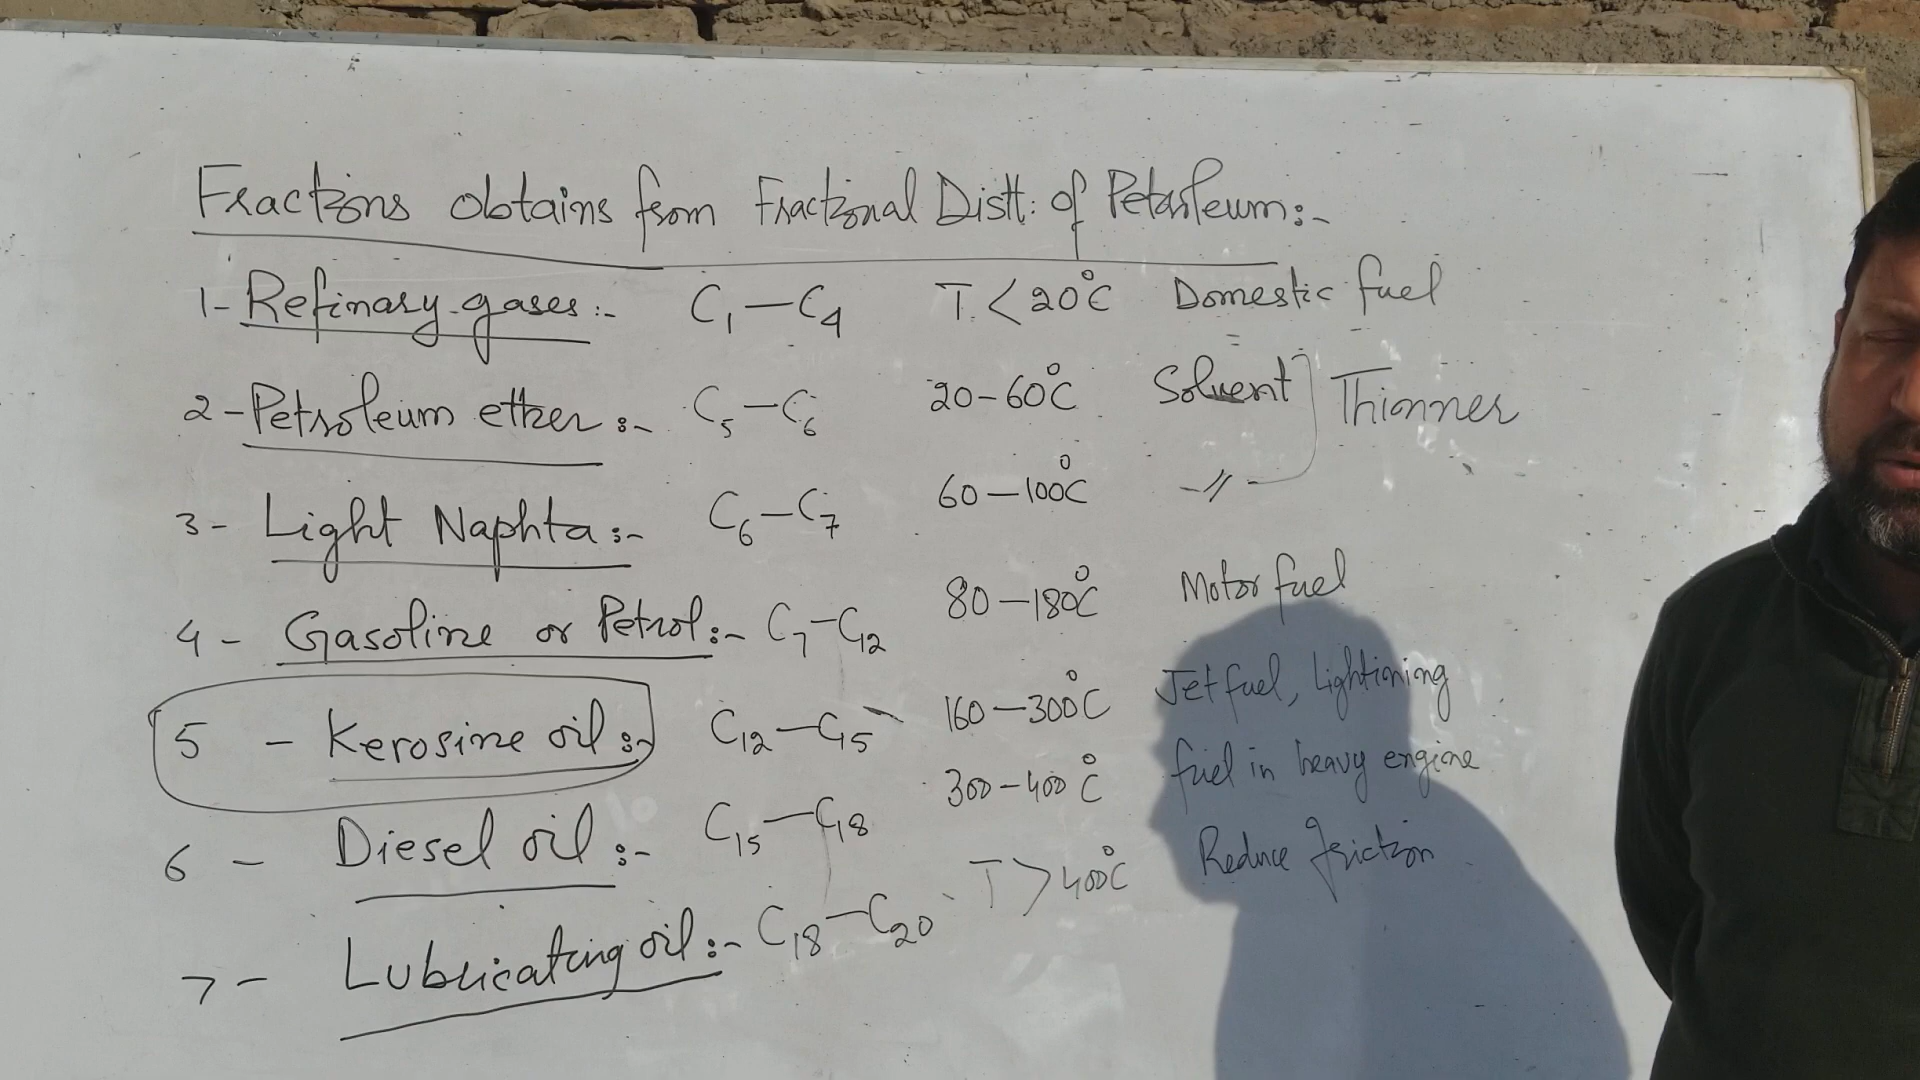 Fractions obtains from Fractional Distt: of Petroleum:-
1- Refinary gases:- C₁-C₄ T < 20°C Domestic fuel
2- Petroleum ether:- C₅-C₆ 20-60°C Solvent Thionner
3- Light Naphta:- C₆-C₇ 60-100°C -//-
4- Gasoline or Petrol:- C₇-C₁₂ 80-180°C Motor fuel
5 - Kerosine oil:- C₁₂-C₁₅ 160-300°C Jet fuel, Lightining
6 - Diesel oil:- C₁₅-C₁₈ 300-400°C fuel in heavy engine
7 - Lubricating oil:- C₁₈-C₂₀ T > 400°C Reduce friction